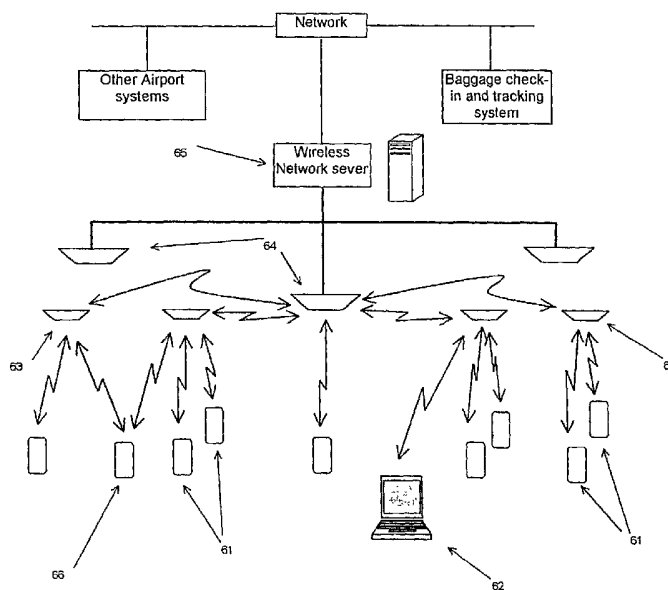 Network
Other Airport
systems
Baggage check-
in and tracking
system
65
Wireless
Network sever
64
63
6
61
61
66
62